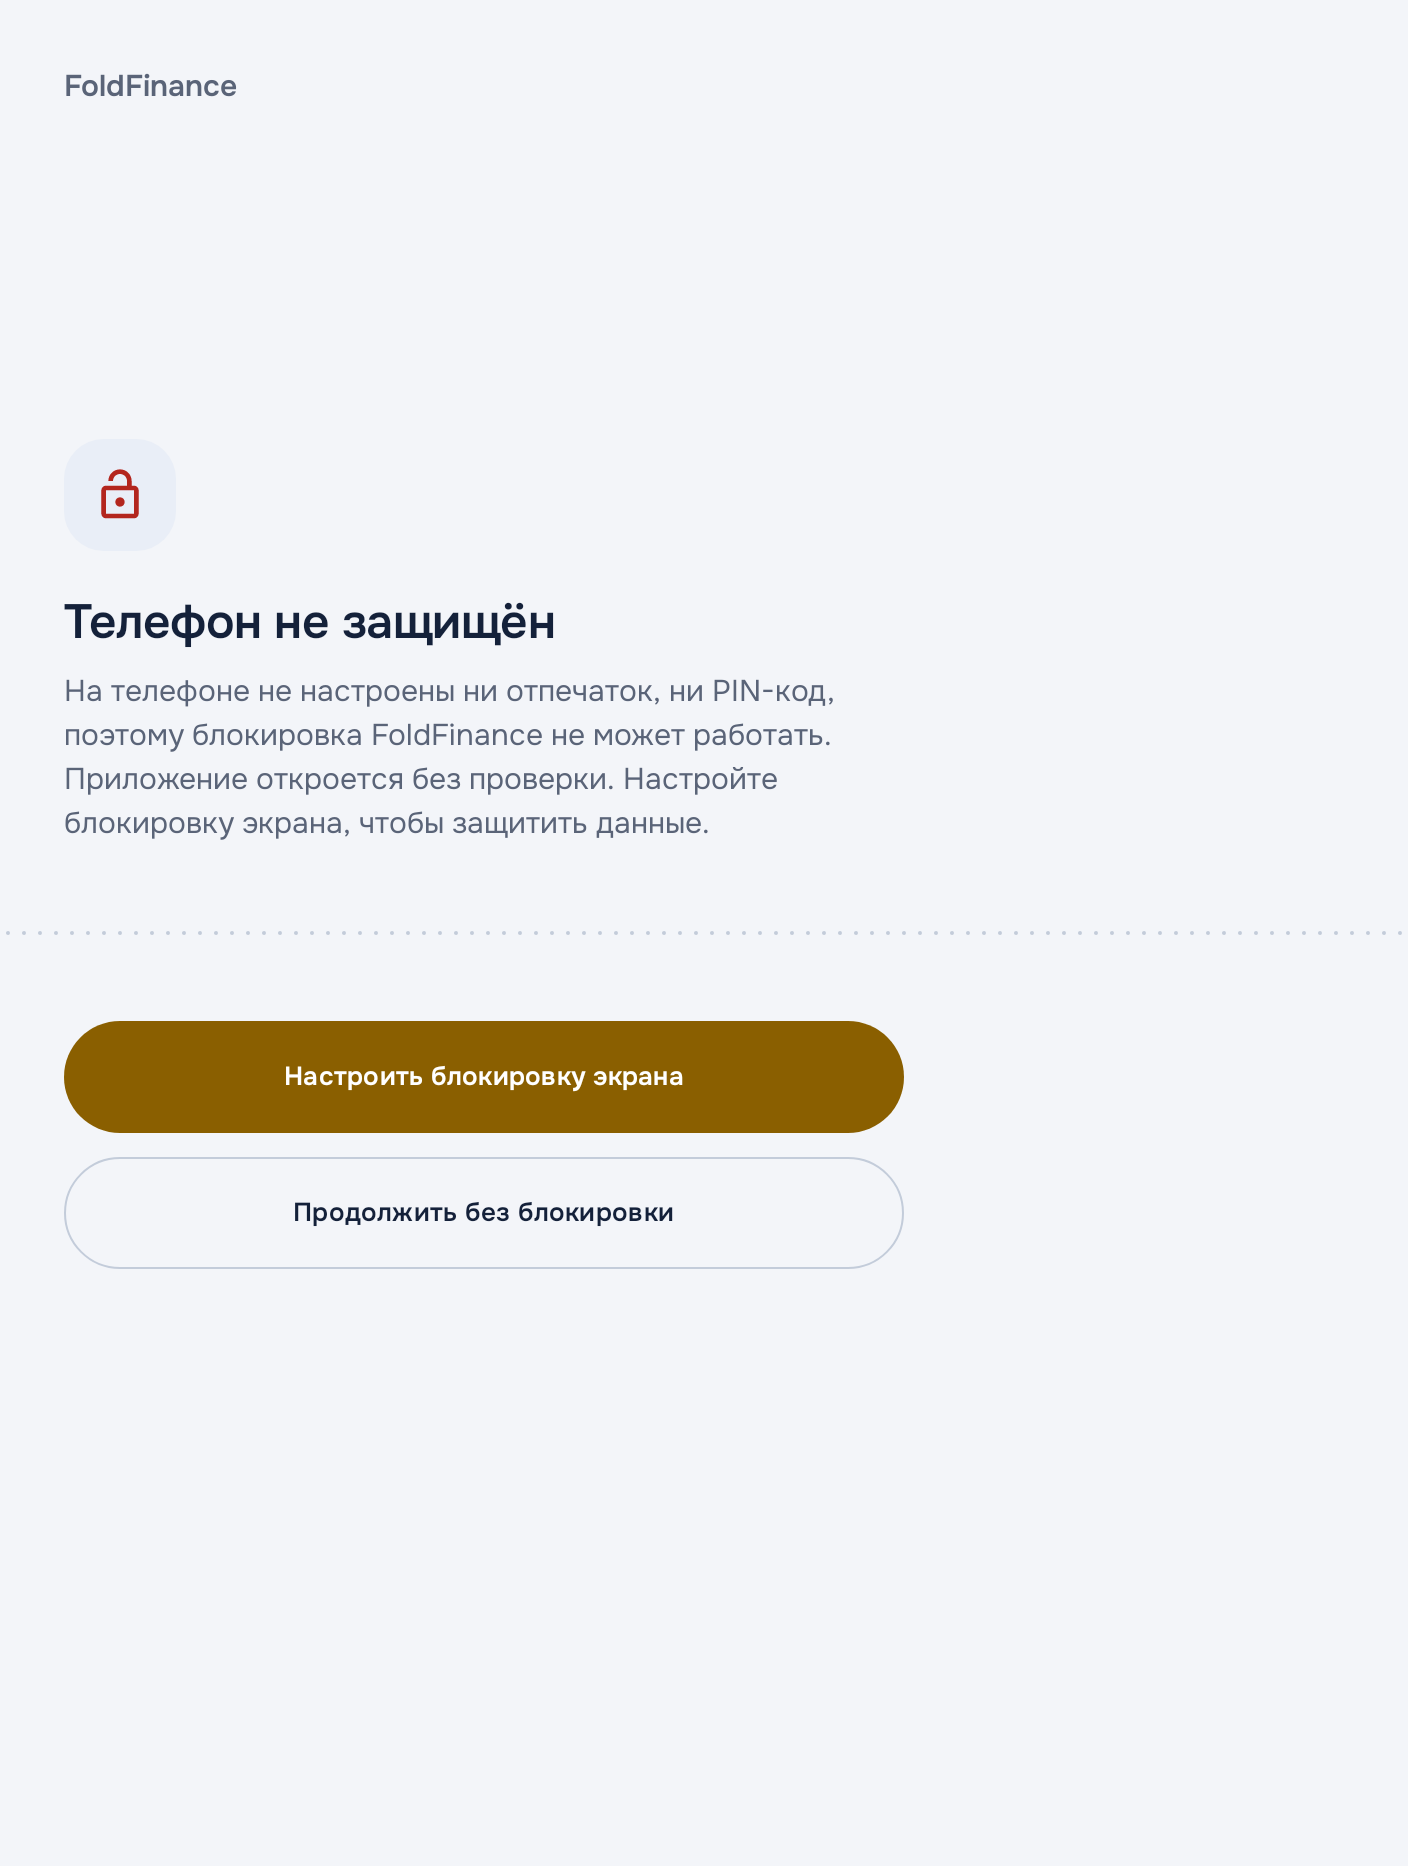 FoldFinance
Телефон не защищён
На телефоне не настроены ни отпечаток, ни PIN-код,
поэтому блокировка FoldFinance не может работать.
Приложение откроется без проверки. Настройте
блокировку экрана, чтобы защитить данные.
Настроить блокировку экрана
Продолжить без блокировки